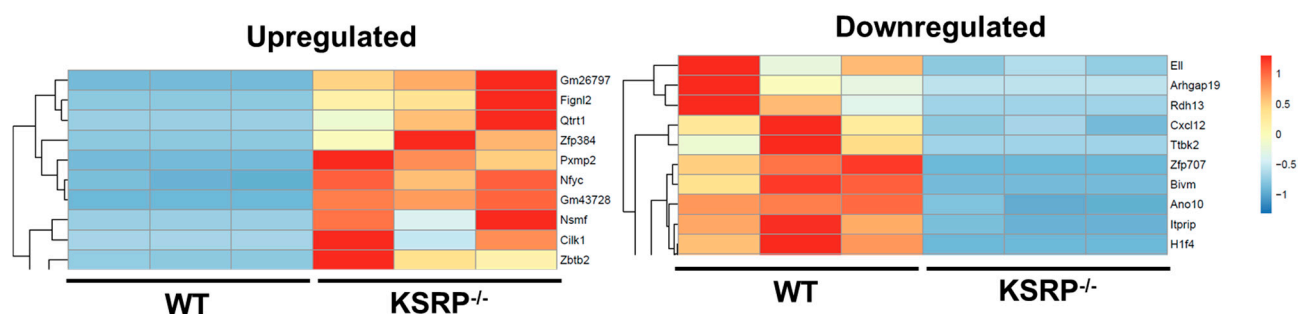 Upregulated
Gm26797
Fignl2
Qtrt1
Zfp384
Pxmp2
Nfyc
Gm43728
Nsmf
Cilk1
Zbtb2
WT
KSRP-/-
Downregulated
Ell
Arhgap19
Rdh13
Cxcl12
Ttbk2
Zfp707
Bivm
Ano10
Itprip
H1f4
WT
KSRP-/-
1
0.5
0
−0.5
−1